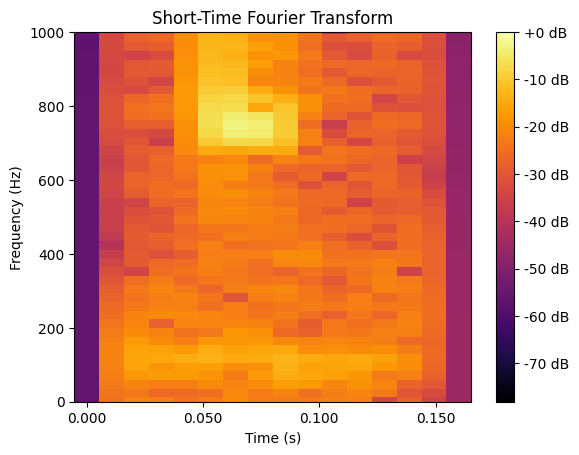 Short-Time Fourier Transform
1000
800
600
400
200
0
Frequency (Hz)
0.000
0.050
0.100
0.150
Time (s)
+0 dB
-10 dB
-20 dB
-30 dB
-40 dB
-50 dB
-60 dB
-70 dB